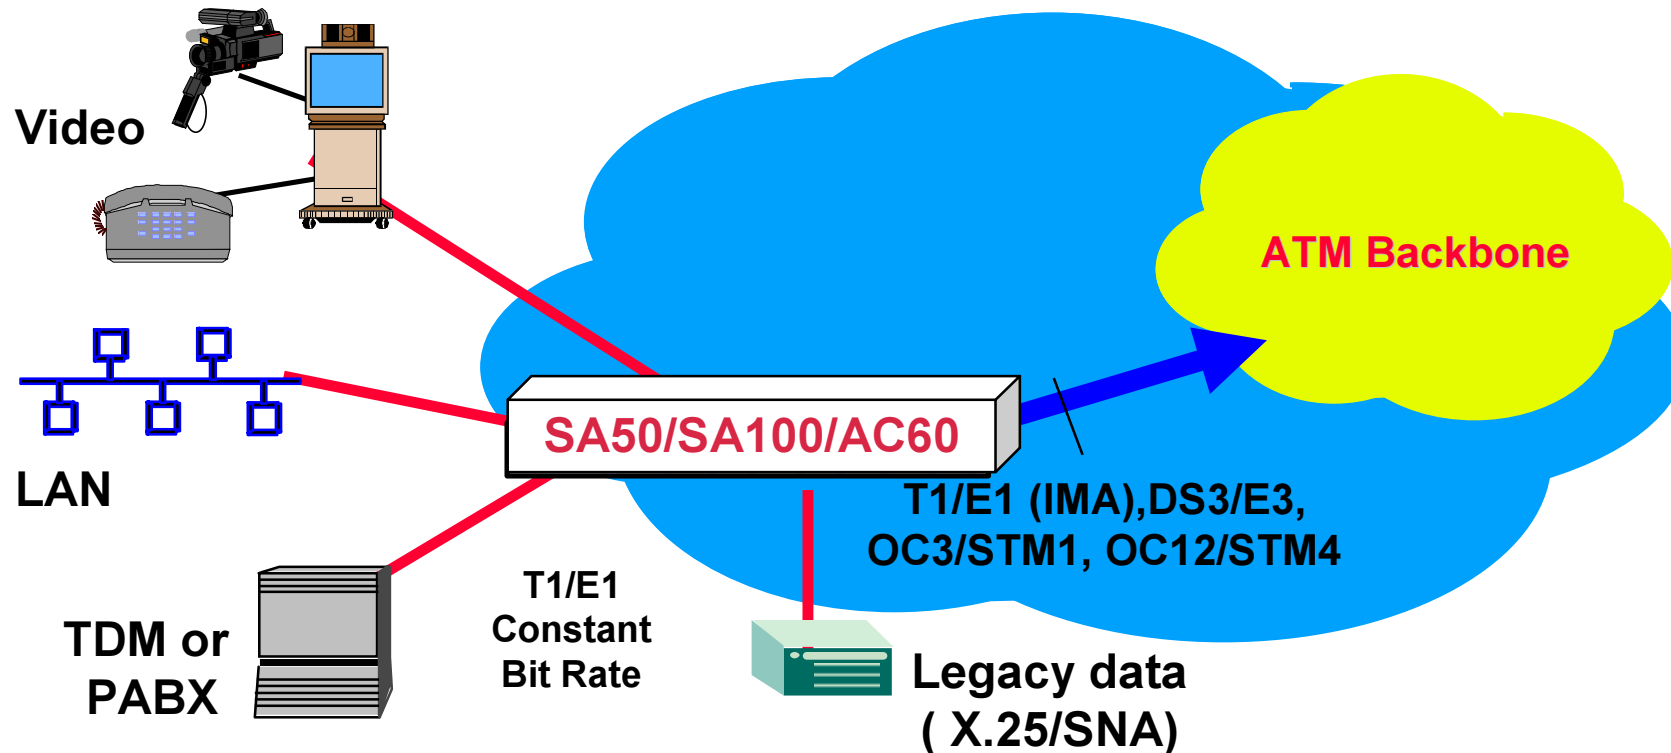 Video
ATM Backbone
SA50/SA100/AC60
LAN
T1/E1 (IMA),DS3/E3,
OC3/STM1, OC12/STM4
TDM or
PABX
T1/E1
Constant
Bit Rate
Legacy data
( X.25/SNA)